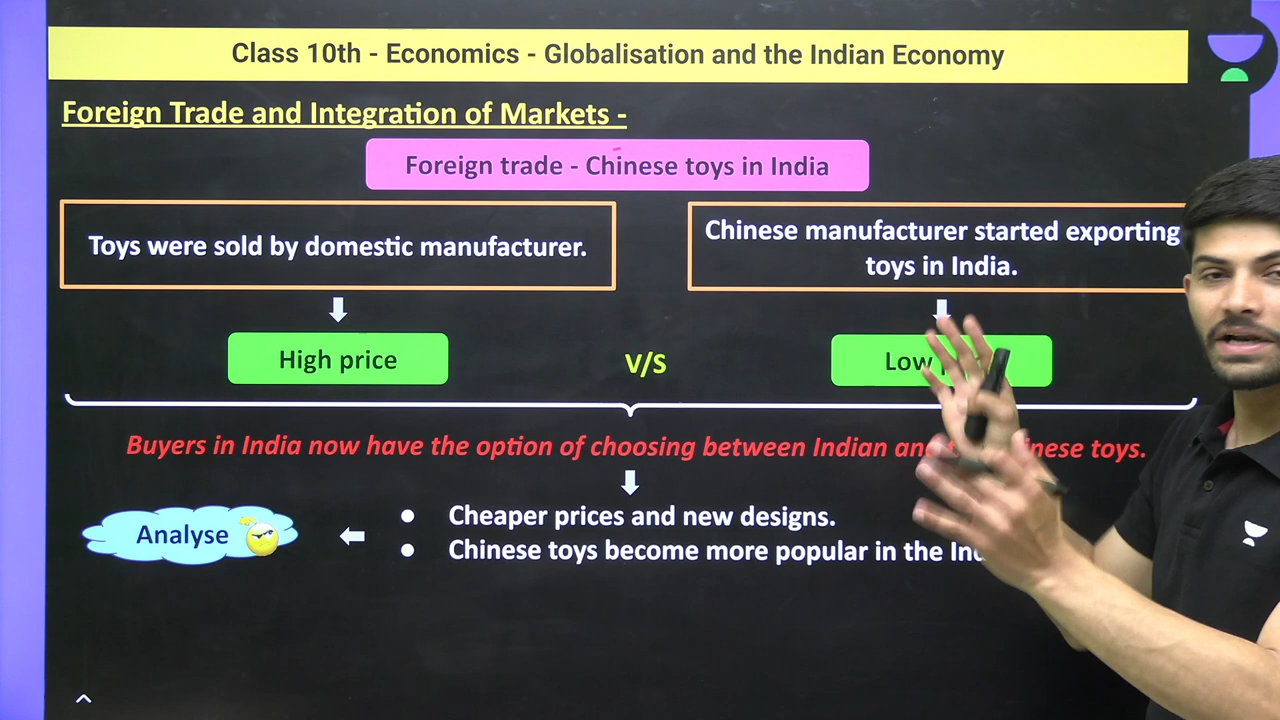 Class 10th - Economics - Globalisation and the Indian Economy
Foreign Trade and Integration of Markets -
Foreign trade - Chinese toys in India
Toys were sold by domestic manufacturer.
Chinese manufacturer started exporting
toys in India.
High price
V/S
Low
Buyers in India now have the option of choosing between Indian and toys.
Analyse
● Cheaper prices and new designs.
● Chinese toys become more popular in the